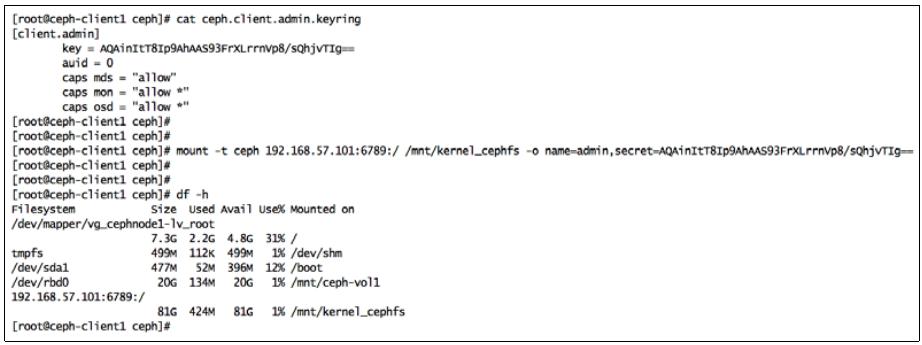 [root@ceph-client1 ceph]# cat ceph.client.admin.keyring
[client.admin]
key = AQAinItT8Ip9AhAAS93FrXLrrnVp8/sQhjvTIg==
auid = 0
caps mds = "allow"
caps mon = "allow *"
caps osd = "allow *"
[root@ceph-client1 ceph]#
[root@ceph-client1 ceph]#
[root@ceph-client1 ceph]# mount -t ceph 192.168.57.101:6789:/ /mnt/kernel_cephfs -o name=admin,secret=AQAinItT8Ip9AhAAS93FrXLrrnVp8/sQhjvTIg==
[root@ceph-client1 ceph]#
[root@ceph-client1 ceph]#
[root@ceph-client1 ceph]# df -h
Filesystem Size Used Avail Use% Mounted on
/dev/mapper/vg_cephnode1-lv_root
7.3G 2.2G 4.8G 31% /
tmpfs 499M 112K 499M 1% /dev/shm
/dev/sda1 477M 52M 396M 12% /boot
/dev/rbd0 20G 134M 20G 1% /mnt/ceph-vol1
192.168.57.101:6789:/
81G 424M 81G 1% /mnt/kernel_cephfs
[root@ceph-client1 ceph]#